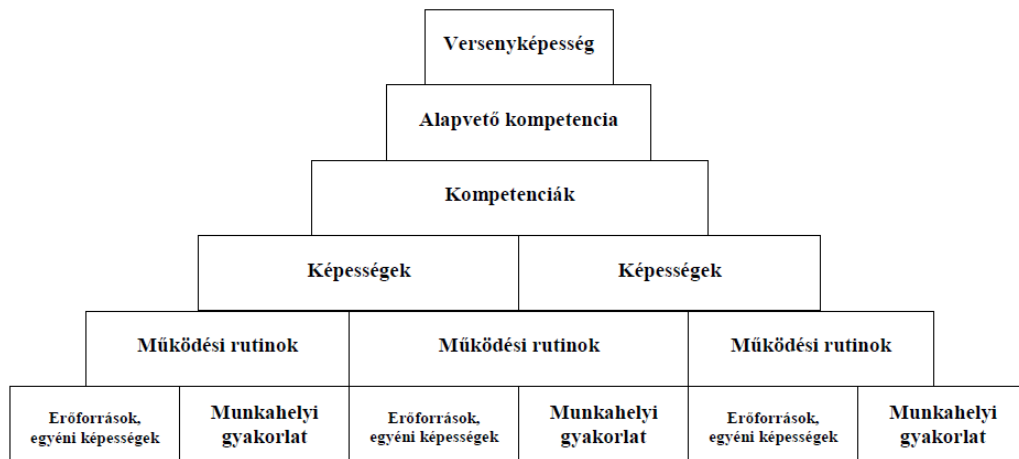 Versenyképesség
Alapvető kompetencia
Kompetenciák
Képességek
Képességek
Működési rutinok
Működési rutinok
Működési rutinok
Erőforrások,
egyéni képességek
Munkahelyi
gyakorlat
Erőforrások,
egyéni képességek
Munkahelyi
gyakorlat
Erőforrások,
egyéni képességek
Munkahelyi
gyakorlat